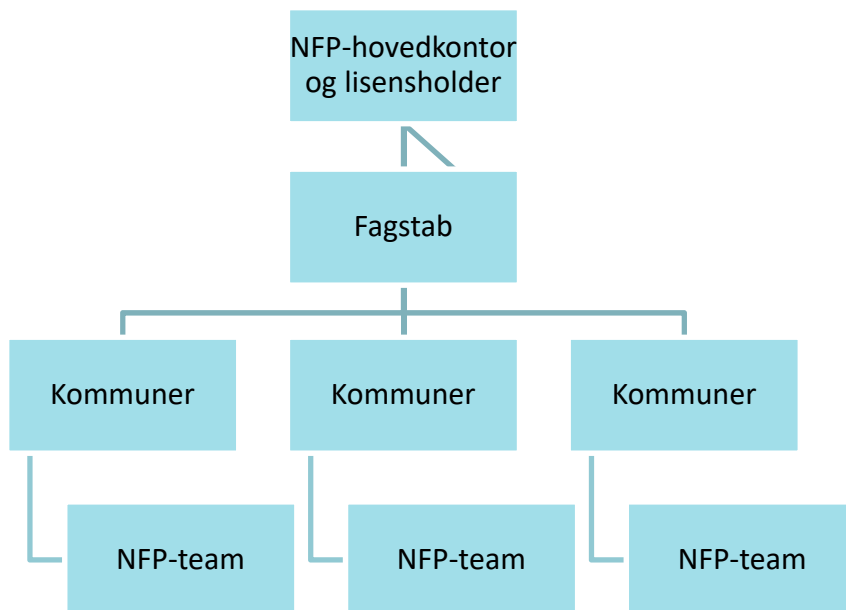 NFP-hovedkontor
og lisensholder
Fagstab
Kommuner
Kommuner
Kommuner
NFP-team
NFP-team
NFP-team